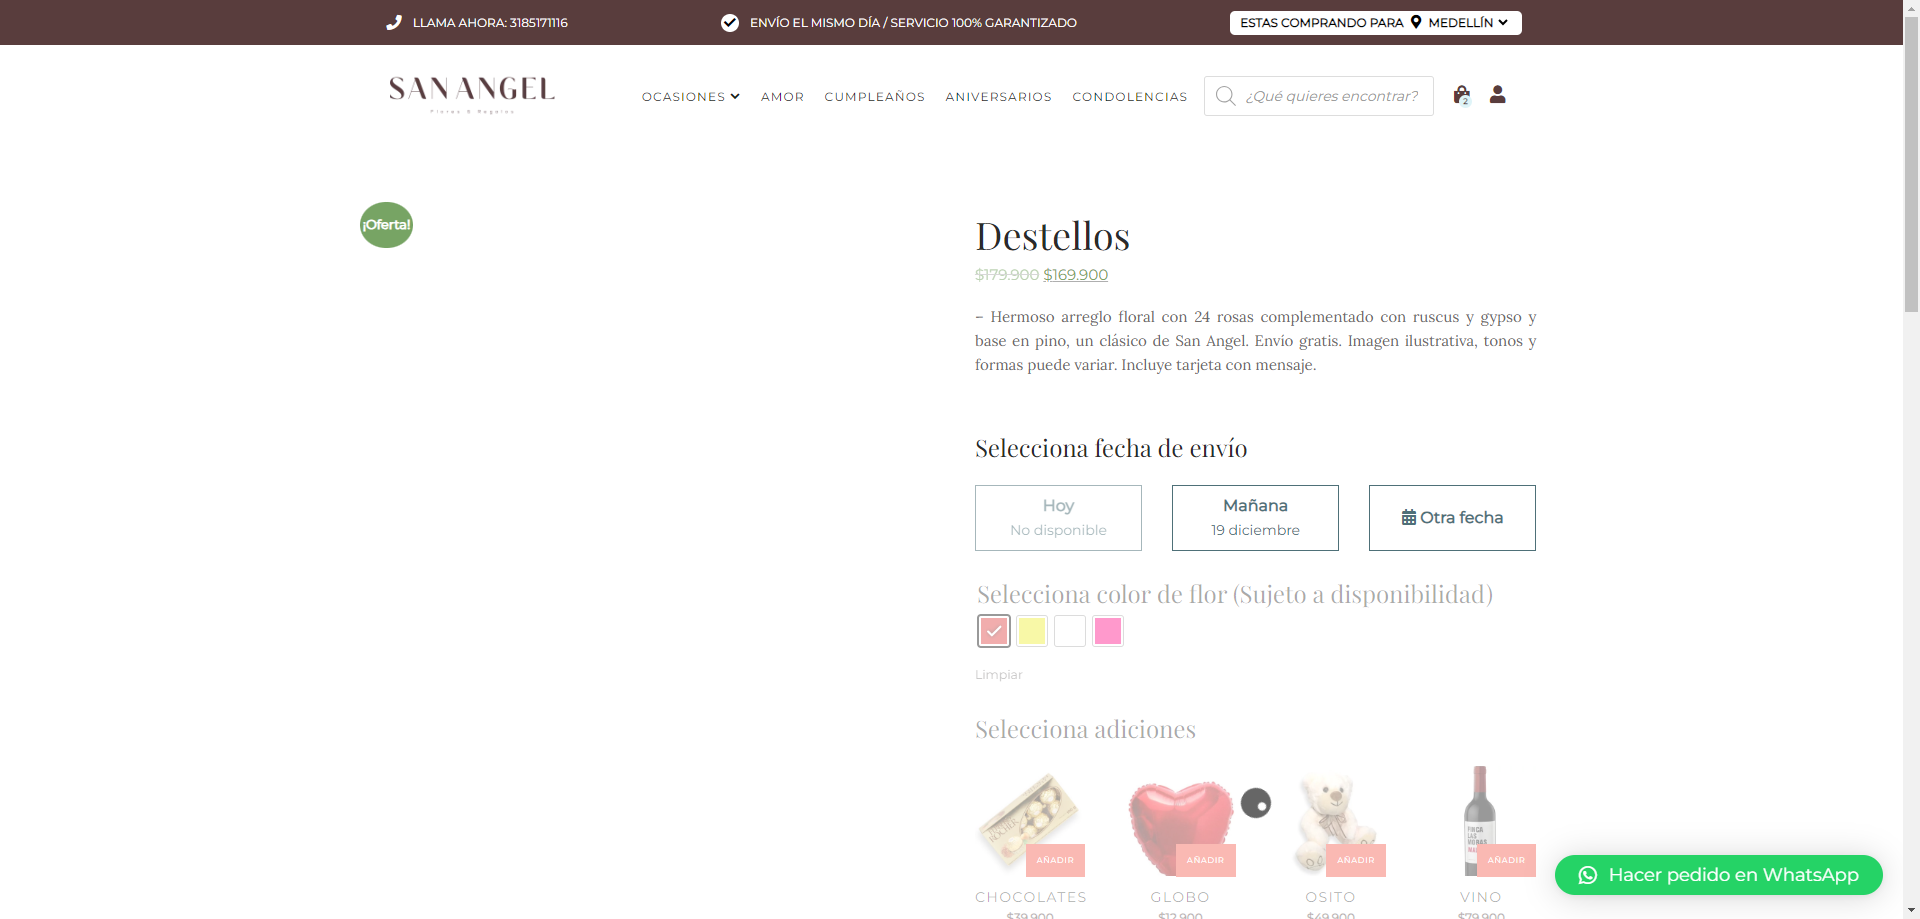 LLAMA AHORA: 3185171116
ENVÍO EL MISMO DÍA / SERVICIO 100% GARANTIZADO
ESTAS COMPRANDO PARA MEDELLÍN
SAN ANGEL
Flores & Regalos
OCASIONES
AMOR
CUMPLEAÑOS
ANIVERSARIOS
CONDOLENCIAS
¿Qué quieres encontrar?
2
¡Oferta!
Destellos
$179.900 $169.900
– Hermoso arreglo floral con 24 rosas complementado con ruscus y gypso y
base en pino, un clásico de San Angel. Envío gratis. Imagen ilustrativa, tonos y
formas puede variar. Incluye tarjeta con mensaje.
Selecciona fecha de envío
Hoy
No disponible
Mañana
19 diciembre
Otra fecha
Selecciona color de flor (Sujeto a disponibilidad)
Limpiar
Selecciona adiciones
ROCHER
FINCA
LAS
MORAS
AÑADIR
AÑADIR
AÑADIR
AÑADIR
CHOCOLATES
GLOBO
OSITO
VINO
$39.900
$12.900
$49.900
$79.900
Hacer pedido en WhatsApp